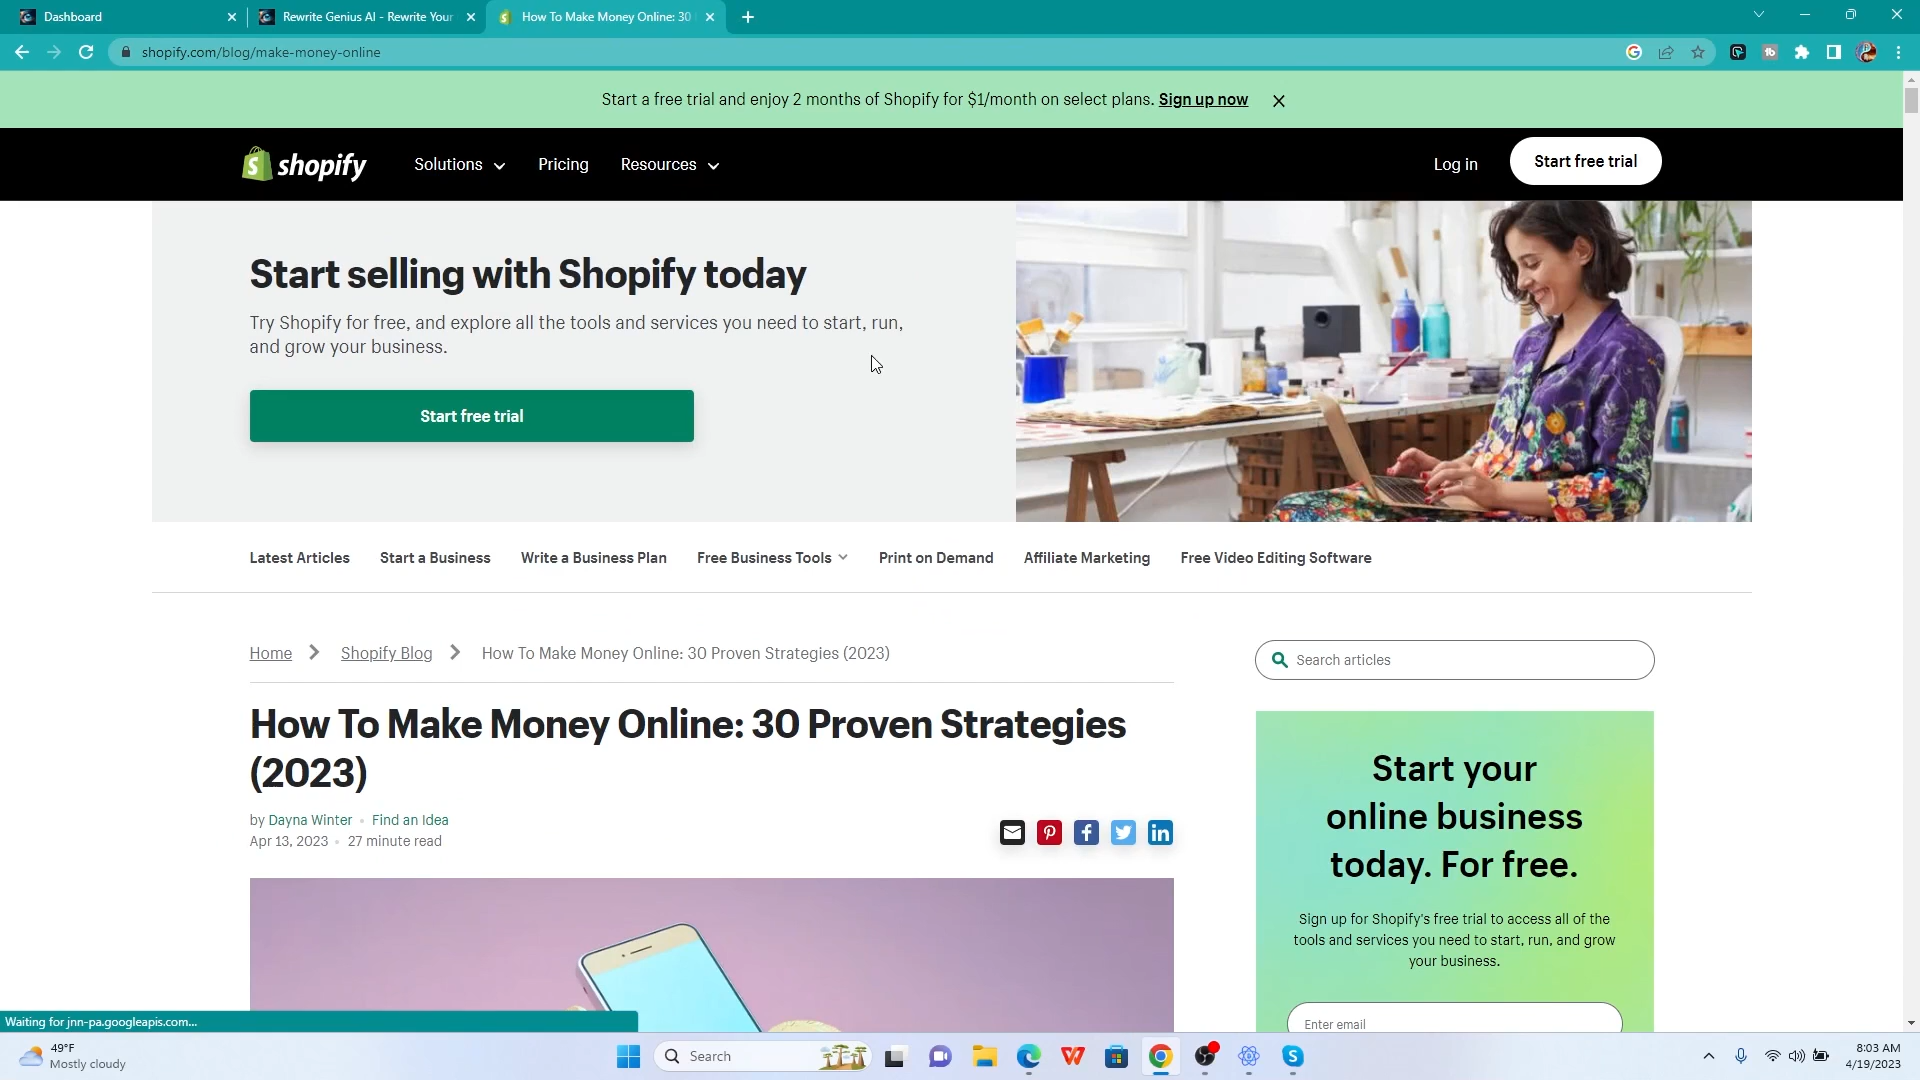 Dashboard
Rewrite Genius AI - Rewrite Your
How To Make Money Online: 30
shopify.com/blog/make-money-online
Start a free trial and enjoy 2 months of Shopify for $1/month on select plans. Sign up now
shopify
Solutions
Pricing
Resources
Log in
Start free trial
Start selling with Shopify today
Try Shopify for free, and explore all the tools and services you need to start, run,
and grow your business.
Start free trial
Latest Articles
Start a Business
Write a Business Plan
Free Business Tools
Print on Demand
Affiliate Marketing
Free Video Editing Software
Home
Shopify Blog
How To Make Money Online: 30 Proven Strategies (2023)
Search articles
How To Make Money Online: 30 Proven Strategies
(2023)
by Dayna Winter • Find an Idea
Apr 13, 2023 • 27 minute read
Start your
online business
today. For free.
Sign up for Shopify's free trial to access all of the
tools and services you need to start, run, and grow
your business.
Enter email
Waiting for jnn-pa.googleapis.com...
49°F
Mostly cloudy
Search
8:03 AM
4/19/2023